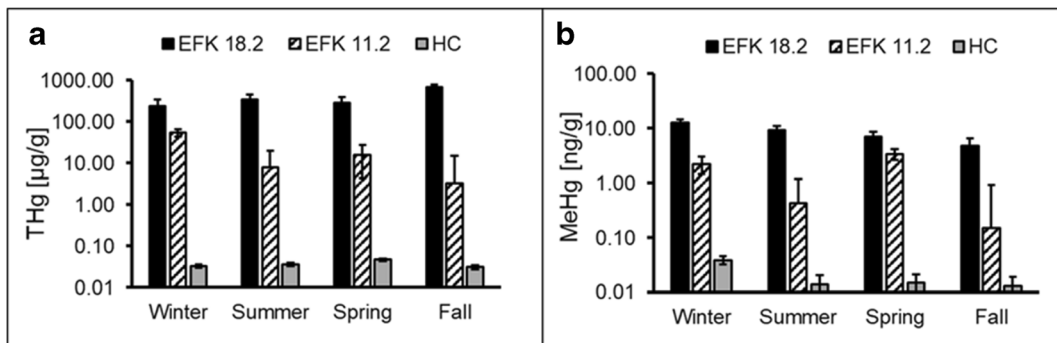 a
EFK 18.2 EFK 11.2 HC
THg [µg/g]
1000.00
100.00
10.00
1.00
0.10
0.01
Winter Summer Spring Fall
b
EFK 18.2 EFK 11.2 HC
MeHg [ng/g]
100.00
10.00
1.00
0.10
0.01
Winter Summer Spring Fall